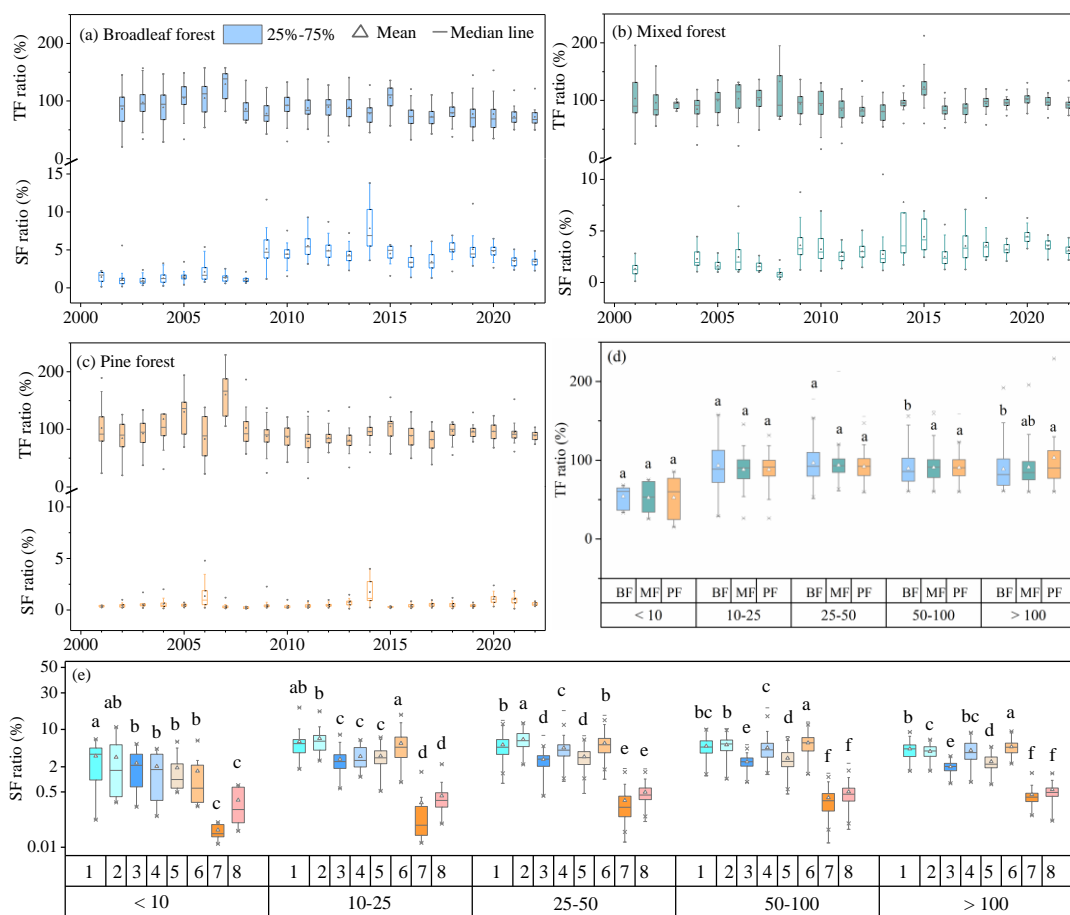 (a) Broadleaf forest 25%-75% Mean Median line
TF ratio (%)
200
100
0
SF ratio (%)
15
10
5
0
2000 2005 2010 2015 2020
(b) Mixed forest
TF ratio (%)
200
100
0
SF ratio (%)
10
5
0
2000 2005 2010 2015 2020
(c) Pine forest
TF ratio (%)
200
100
0
SF ratio (%)
10
5
0
2000 2005 2010 2015 2020
(d)
TF ratio (%)
200
100
0
a a a a a a a a a b a a b ab a
BF MF PF BF MF PF BF MF PF BF MF PF BF MF PF
< 10 10-25 25-50 50-100 > 100
(e)
SF ratio (%)
50
30
10
2
0.5
0.01
a ab b b b b c c ab b c c c a d d b a d c d b e e bc b e c d a f f b c e bc d a f f
1 2 3 4 5 6 7 8 1 2 3 4 5 6 7 8 1 2 3 4 5 6 7 8 1 2 3 4 5 6 7 8 1 2 3 4 5 6 7 8
< 10 10-25 25-50 50-100 > 100